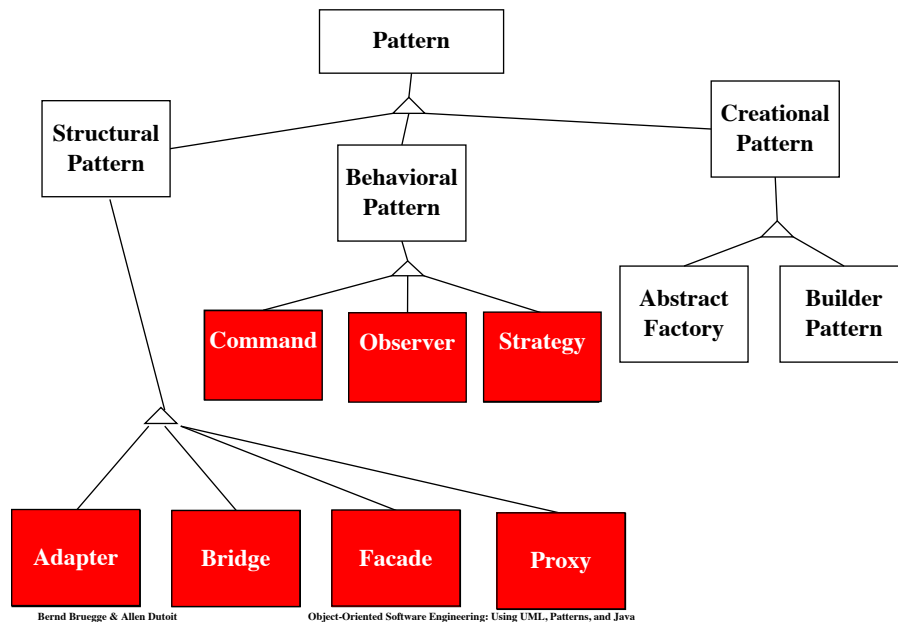 Pattern
Structural
Pattern
Behavioral
Pattern
Creational
Pattern
Command
Observer
Strategy
Abstract
Factory
Builder
Pattern
Adapter
Bridge
Facade
Proxy
Bernd Bruegge & Allen Dutoit
Object-Oriented Software Engineering: Using UML, Patterns, and Java